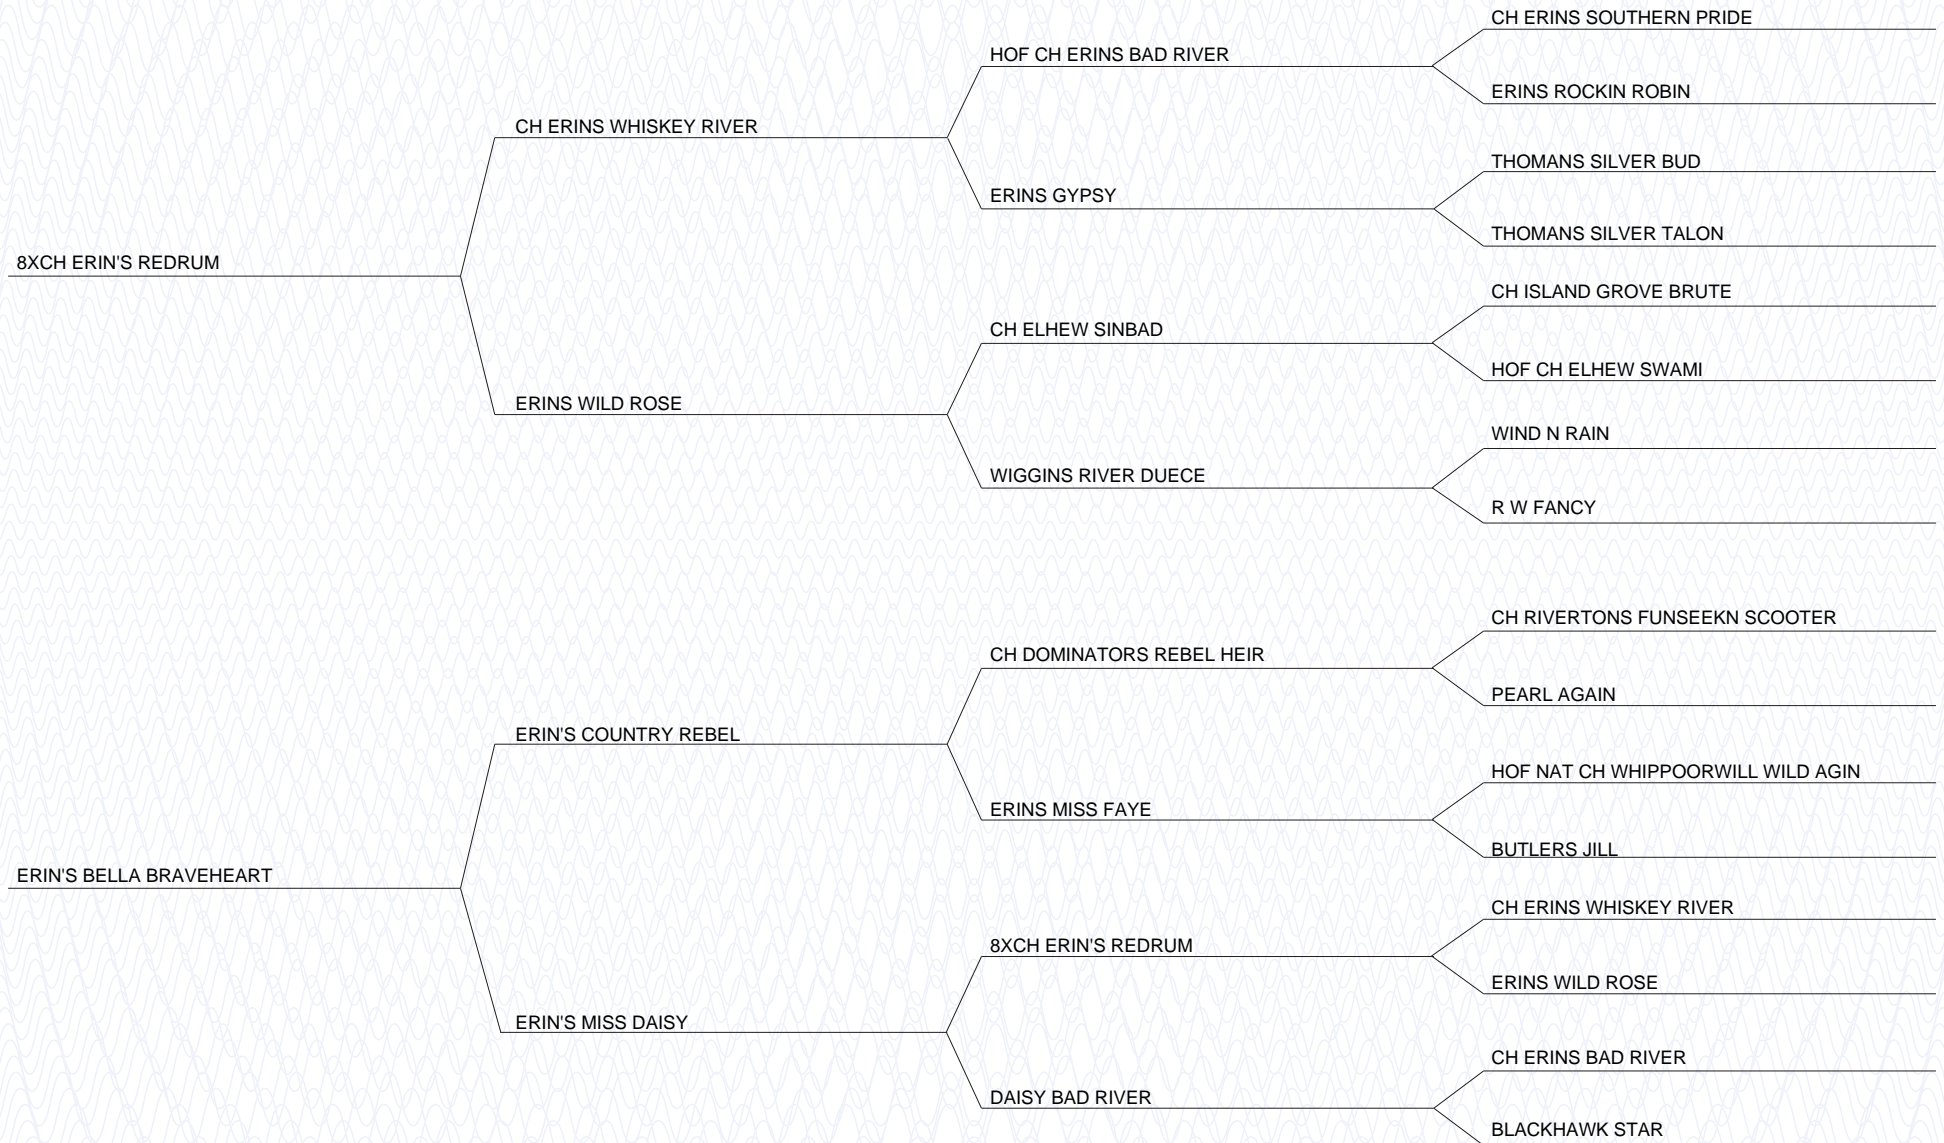 CH ERINS SOUTHERN PRIDE
HOF CH ERINS BAD RIVER
ERINS ROCKIN ROBIN
CH ERINS WHISKEY RIVER
THOMANS SILVER BUD
ERINS GYPSY
THOMANS SILVER TALON
8XCH ERIN'S REDRUM
CH ISLAND GROVE BRUTE
CH ELHEW SINBAD
HOF CH ELHEW SWAMI
ERINS WILD ROSE
WIND N RAIN
WIGGINS RIVER DUECE
R W FANCY
CH RIVERTONS FUNSEEKN SCOOTER
CH DOMINATORS REBEL HEIR
PEARL AGAIN
ERIN'S COUNTRY REBEL
HOF NAT CH WHIPPOORWILL WILD AGIN
ERINS MISS FAYE
BUTLERS JILL
ERIN'S BELLA BRAVEHEART
CH ERINS WHISKEY RIVER
8XCH ERIN'S REDRUM
ERINS WILD ROSE
ERIN'S MISS DAISY
CH ERINS BAD RIVER
DAISY BAD RIVER
BLACKHAWK STAR